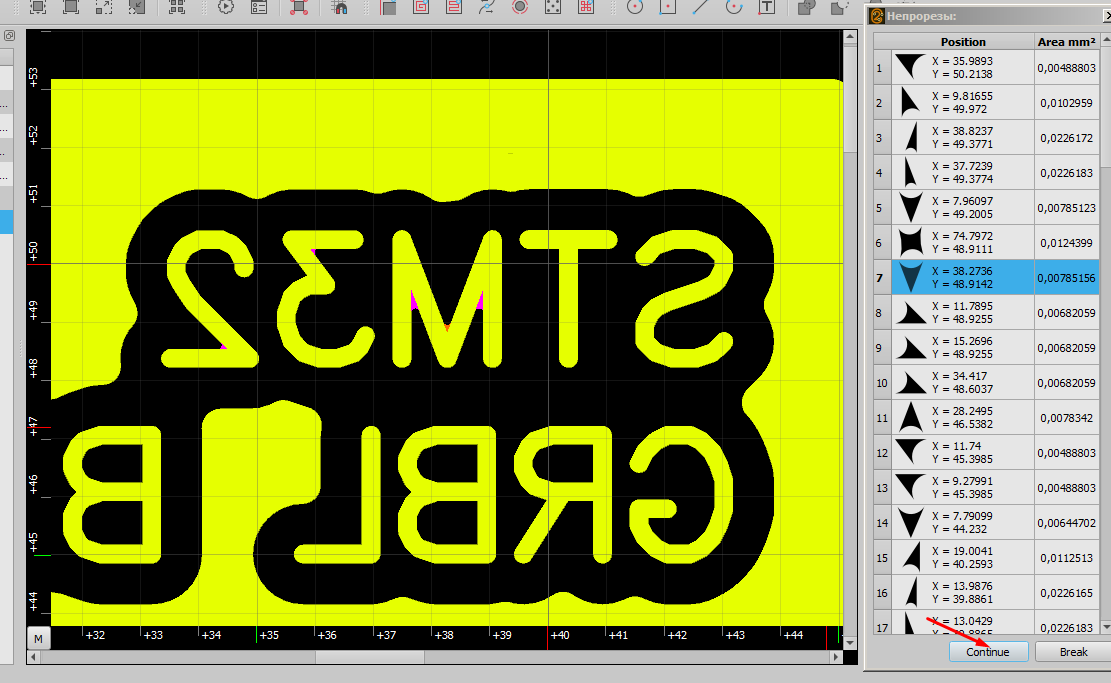 Непрорезы:
Position Area mm²
1 X = 35.9893 0,00488803
Y = 50.2138
2 X = 9.81655 0,0102959
Y = 49.972
3 X = 38.8237 0,0226172
Y = 49.3771
4 X = 37.7239 0,0226183
Y = 49.3774
5 X = 7.96097 0,00785123
Y = 49.2005
6 X = 74.7972 0,0124399
Y = 48.9111
7 X = 38.2736 0,00785156
Y = 48.9142
8 X = 11.7895 0,00682059
Y = 48.9255
9 X = 15.2696 0,00682059
Y = 48.9255
10 X = 34.417 0,00682059
Y = 48.6037
11 X = 28.2495 0,0078342
Y = 46.5382
12 X = 11.74 0,00488803
Y = 45.3985
13 X = 9.27991 0,00488803
Y = 45.3985
14 X = 7.79099 0,00644702
Y = 44.232
15 X = 19.0041 0,0112513
Y = 40.2593
16 X = 13.9876 0,0226165
Y = 39.8861
17 X = 13.0429 0,0226183
Continue Break
+53
+52
+51
+50
+49
+48
+47
+46
+45
+44
STM32
GRBL B
M +32 +33 +34 +35 +36 +37 +38 +39 +40 +41 +42 +43 +44